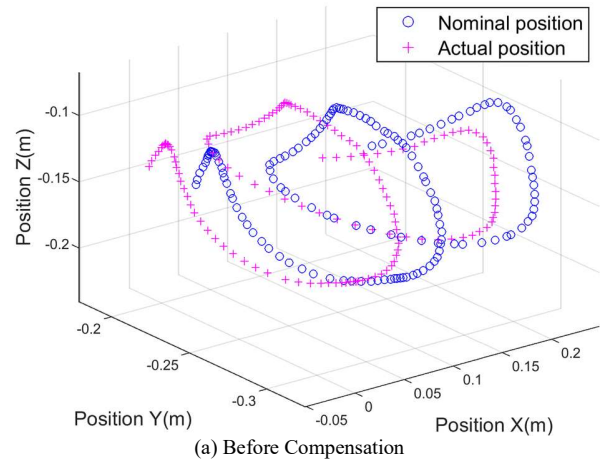 Nominal position
Actual position
-0.1
-0.15
-0.2
Position Z(m)
-0.2
-0.25
-0.3
Position Y(m)
-0.05
0
0.05
0.1
0.15
0.2
Position X(m)
(a) Before Compensation